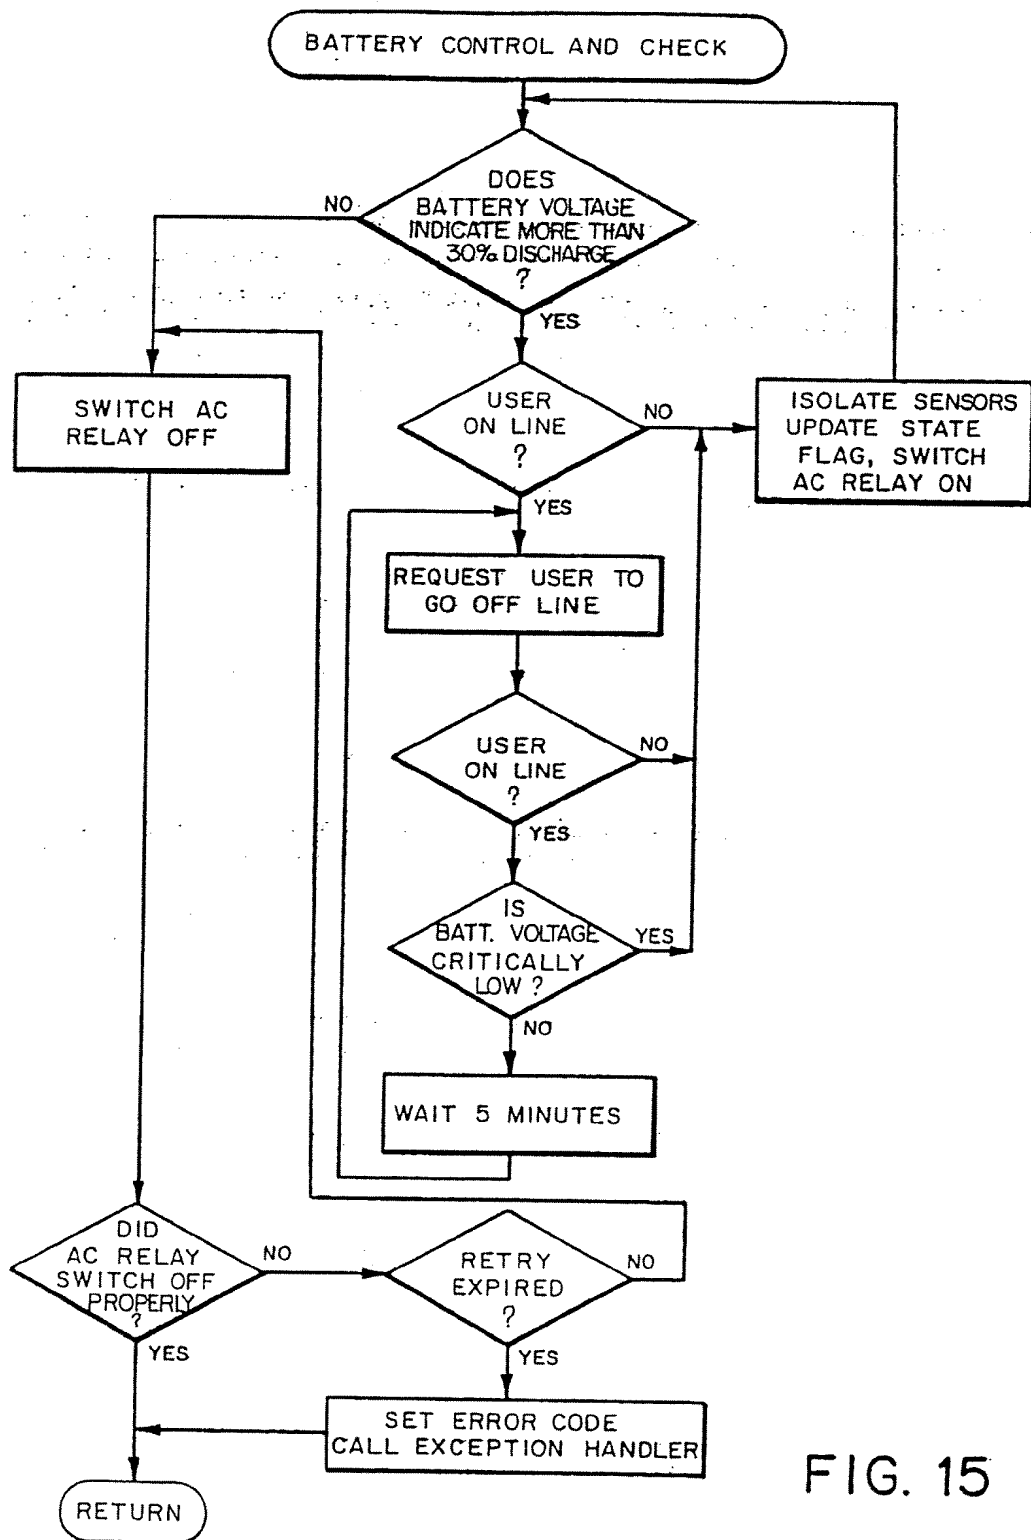 BATTERY CONTROL AND CHECK
DOES
BATTERY VOLTAGE
INDICATE MORE THAN
30% DISCHARGE
?
NO
YES
SWITCH AC
RELAY OFF
USER
ON LINE
?
NO
YES
ISOLATE SENSORS
UPDATE STATE
FLAG, SWITCH
AC RELAY ON
REQUEST USER TO
GO OFF LINE
USER
ON LINE
?
NO
YES
IS
BATT. VOLTAGE
CRITICALLY
LOW ?
YES
NO
WAIT 5 MINUTES
DID
AC RELAY
SWITCH OFF
PROPERLY
?
NO
YES
RETRY
EXPIRED
?
NO
YES
SET ERROR CODE
CALL EXCEPTION HANDLER
RETURN
FIG. 15